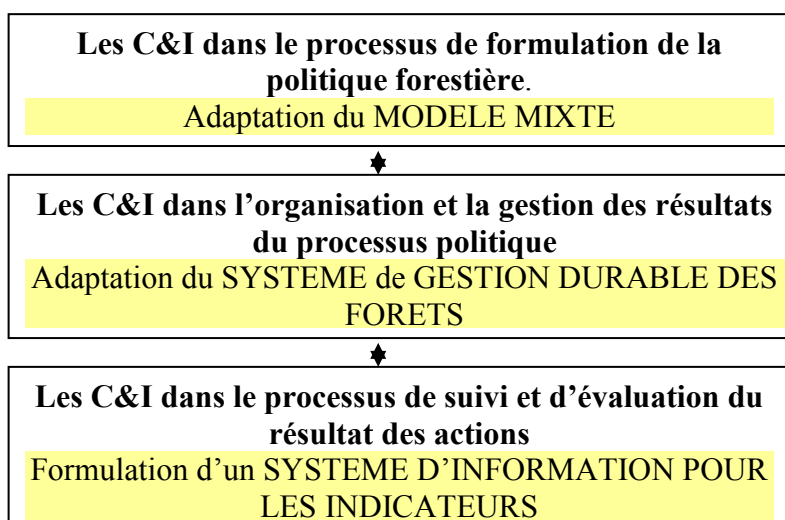 Les C&I dans le processus de formulation de la
politique forestière.
Adaptation du MODELE MIXTE
Les C&I dans l’organisation et la gestion des résultats
du processus politique
Adaptation du SYSTEME de GESTION DURABLE DES
FORETS
Les C&I dans le processus de suivi et d’évaluation du
résultat des actions
Formulation d’un SYSTEME D’INFORMATION POUR
LES INDICATEURS